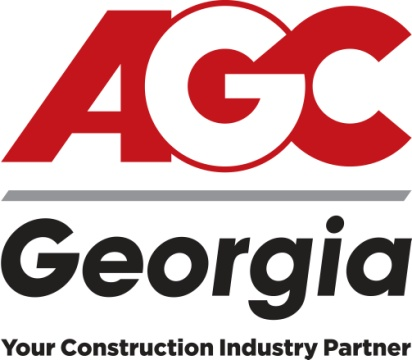 AGC
Georgia
Your Construction Industry Partner